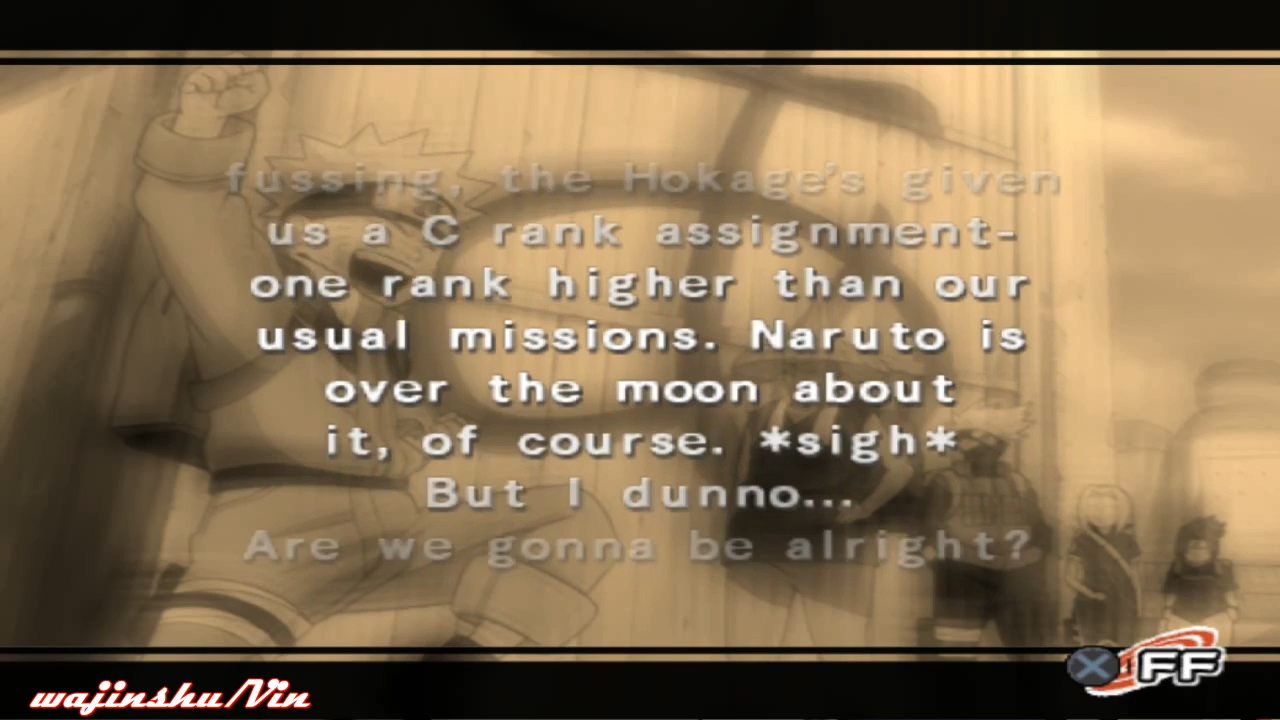 fussing, the Hokage's given
us a C rank assignment-
one rank higher than our
usual missions. Naruto is
over the moon about
it, of course. *sigh*
But I dunno...
Are we gonna be alright?
FF
wajinshu/Vin